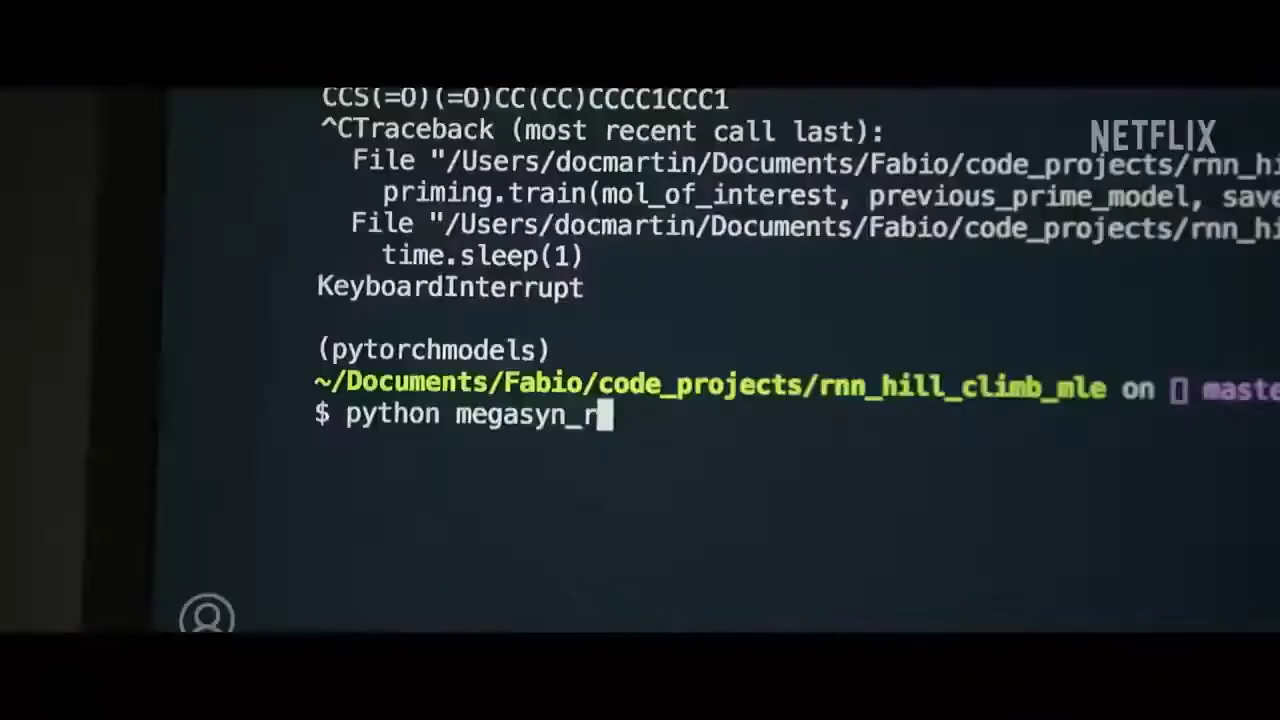 CCS(=O)(=O)CC(CC)CCCC1CCC1
^CTraceback (most recent call last):
NETFLIX
File "/Users/docmartin/Documents/Fabio/code_projects/rnn_hi
priming.train(mol_of_interest, previous_prime_model, save
File "/Users/docmartin/Documents/Fabio/code_projects/rnn_hi
time.sleep(1)
KeyboardInterrupt
(pytorchmodels)
~/Documents/Fabio/code_projects/rnn_hill_climb_mle on maste
$ python megasyn_r